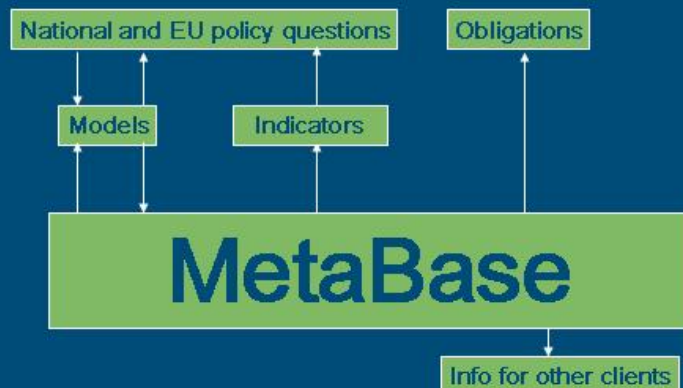 National and EU policy questions
Obligations
Models
Indicators
MetaBase
Info for other clients